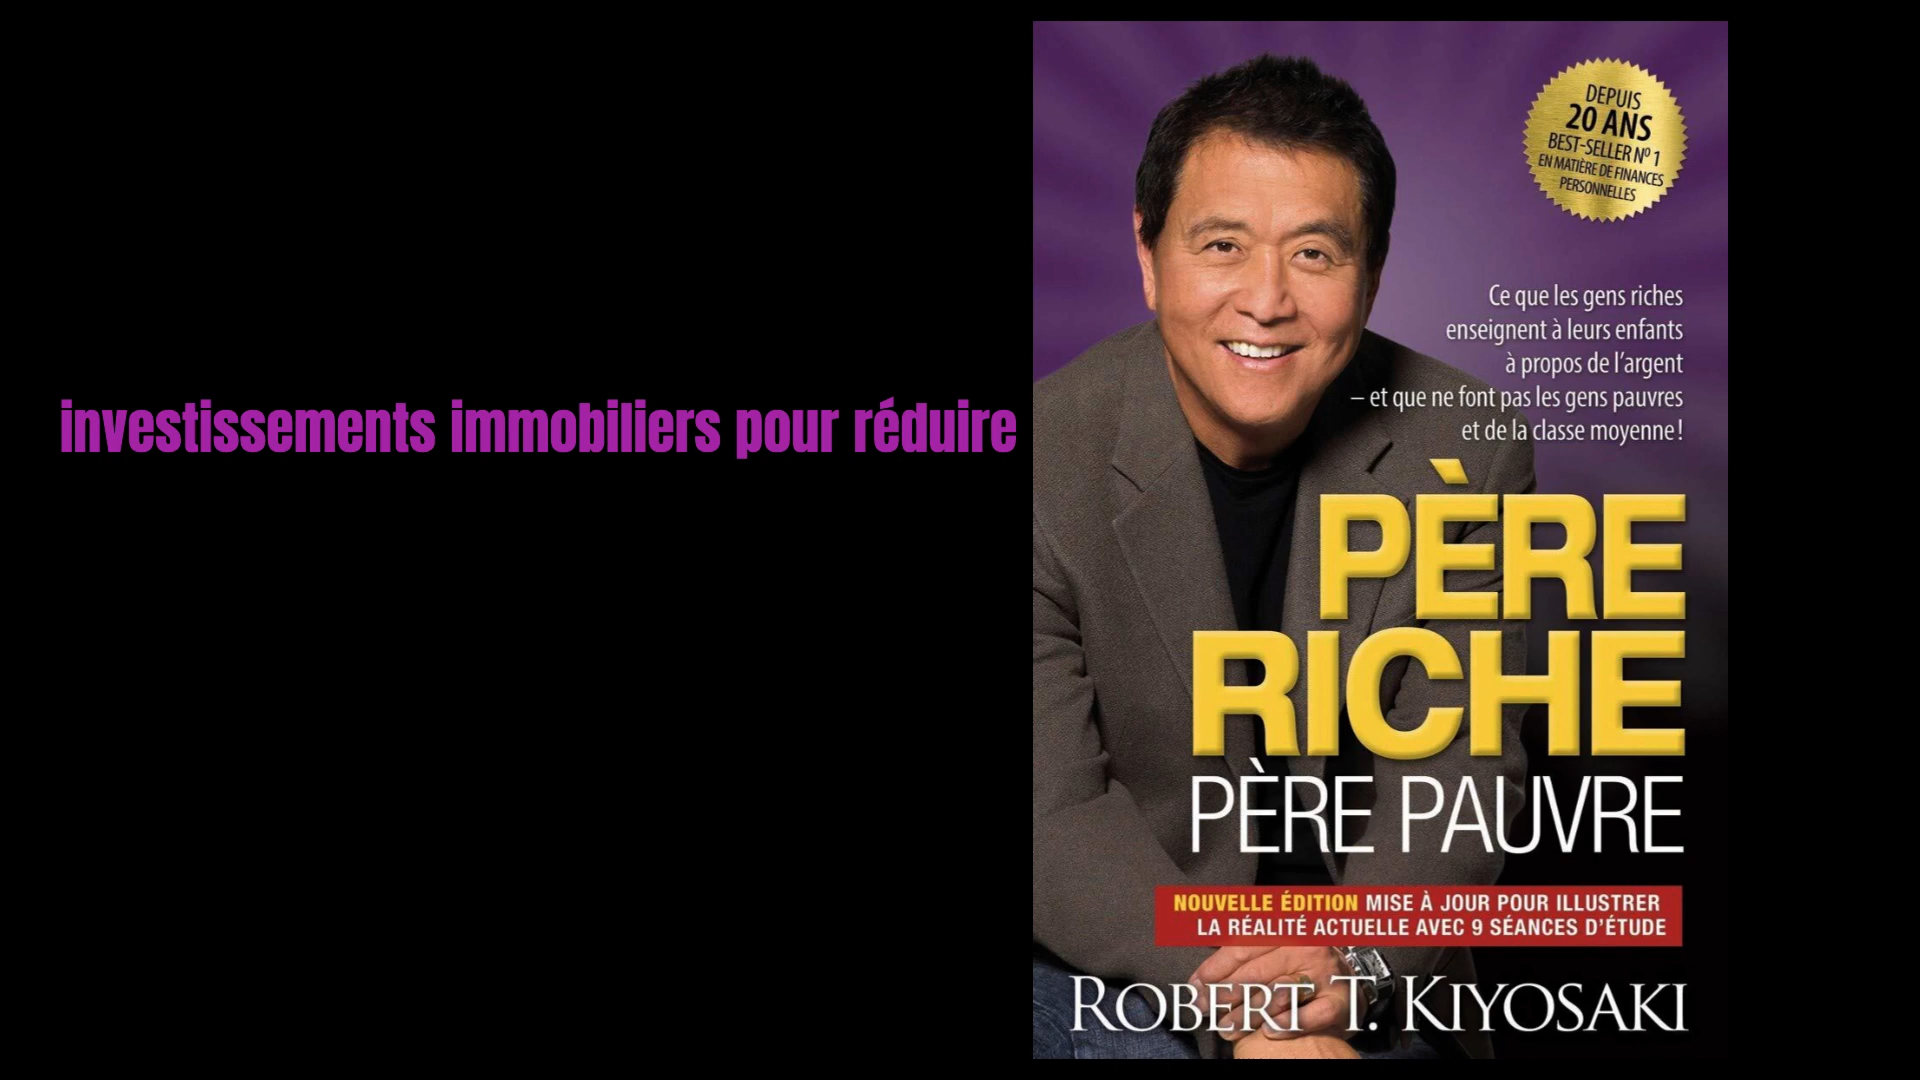 investissements immobiliers pour réduire
DEPUIS
20 ANS
BEST-SELLER Nº 1
EN MATIÈRE DE FINANCES
PERSONNELLES
Ce que les gens riches
enseignent à leurs enfants
à propos de l'argent
– et que ne font pas les gens pauvres
et de la classe moyenne!
PÈRE
RICHE
PÈRE PAUVRE
NOUVELLE ÉDITION MISE À JOUR POUR ILLUSTRER
LA RÉALITÉ ACTUELLE AVEC 9 SÉANCES D'ÉTUDE
ROBERT T. KIYOSAKI